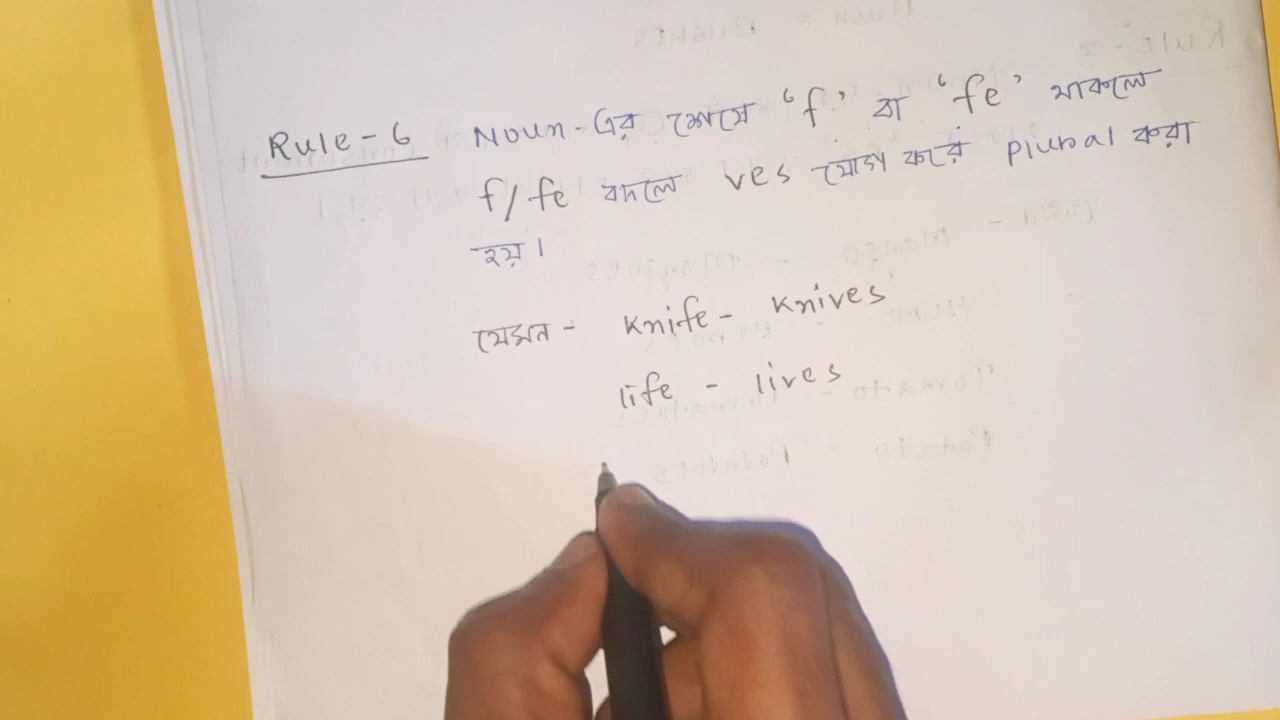 Rule - 6 Noun - এর শেষে ‘f’ বা ‘fe’ থাকলে
f/fe বদলে ves যোগ করে plural করা
হয়।
যেমন - knife - knives
life - lives